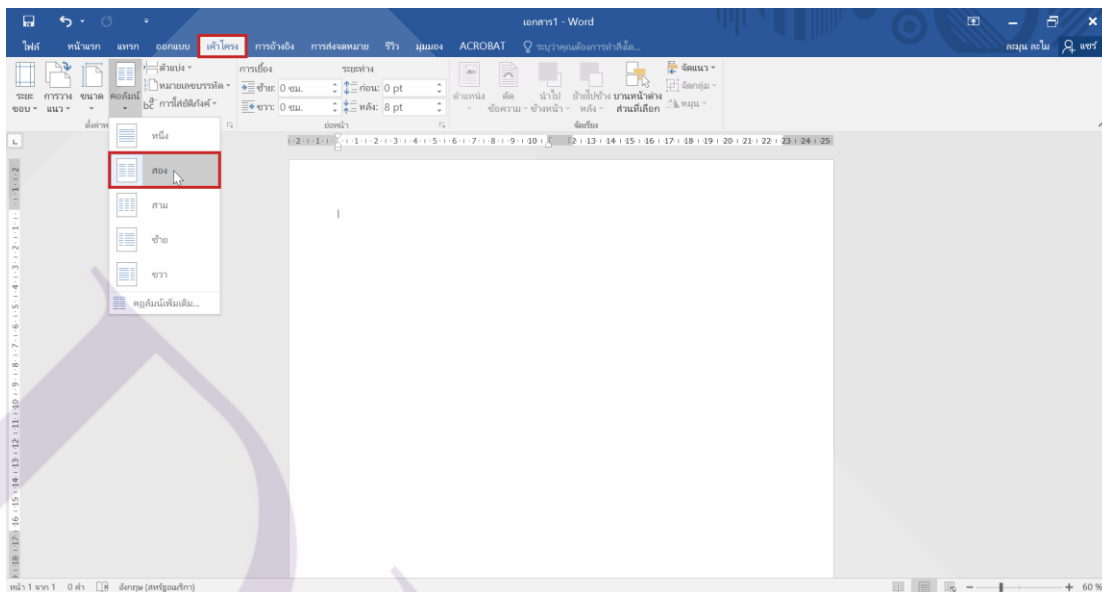 เอกสาร1 - Word
ไฟล์ หน้าแรก แทรก ออกแบบ เค้าโครง การอ้างอิง การส่งจดหมาย รีวิว มุมมอง ACROBAT ระบุว่าคุณต้องการทำสิ่งใด... ละมุน ละไม แชร์
ระยะขอบ การวางแนว ขนาด คอลัมน์
ตัวแบ่ง
หมายเลขบรรทัด
bc การใส่ยัติภังค์
การเยื้อง ระยะห่าง
ซ้าย: 0 ซม. ก่อน: 0 pt
ขวา: 0 ซม. หลัง: 8 pt
ตำแหน่ง ตัดข้อความ นำไปข้างหน้า ย้ายไปข้างหลัง บานหน้าต่างส่วนที่เลือก
จัดแนว
จัดกลุ่ม
หมุน
ย่อหน้า จัดเรียง
หนึ่ง
สอง
สาม
ซ้าย
ขวา
คอลัมน์เพิ่มเติม...
หน้า 1 จาก 1 0 คำ อังกฤษ (สหรัฐอเมริกา) 60 %